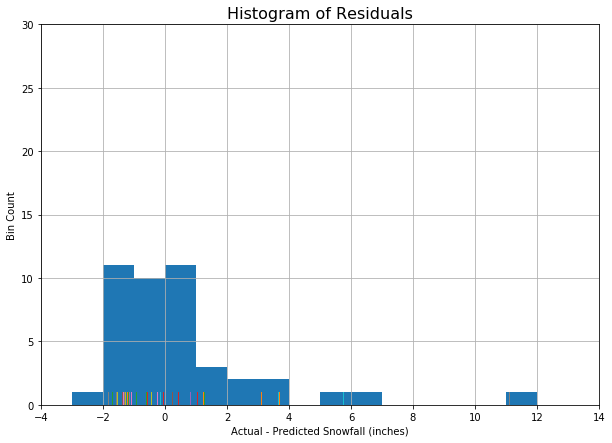 Histogram of Residuals
30
25
20
15
10
5
0
Bin Count
−4 −2 0 2 4 6 8 10 12 14
Actual - Predicted Snowfall (inches)